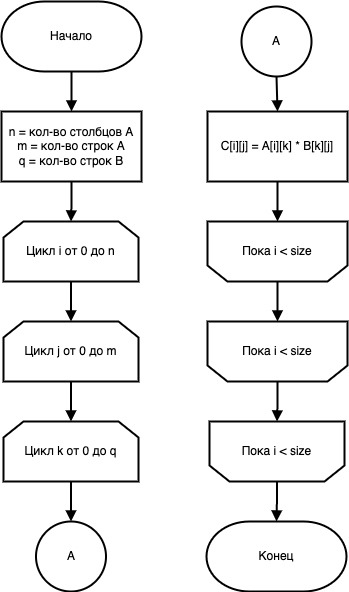 Начало
n = кол-во столбцов A
m = кол-во строк A
q = кол-во строк B
Цикл i от 0 до n
Цикл j от 0 до m
Цикл k от 0 до q
A
A
C[i][j] = A[i][k] * B[k][j]
Пока i < size
Пока i < size
Пока i < size
Конец